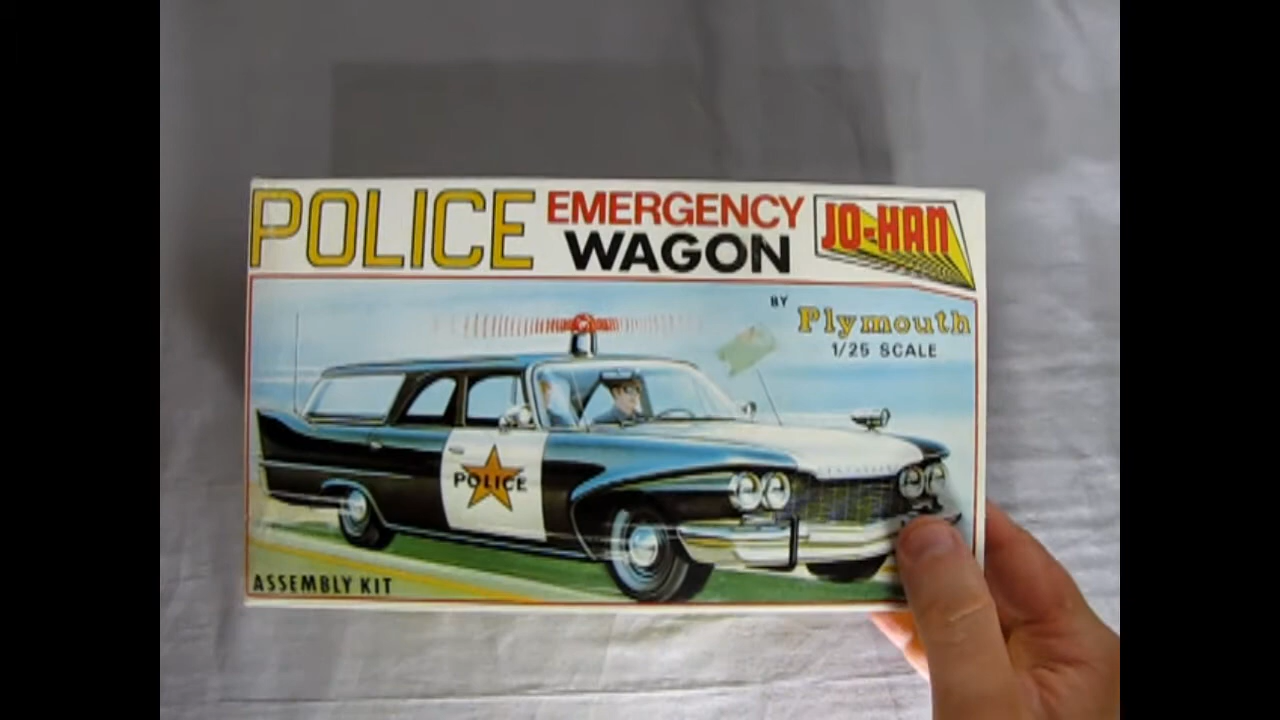 POLICE EMERGENCY WAGON
JO-HAN
BY Plymouth
1/25 SCALE
POLICE
ASSEMBLY KIT